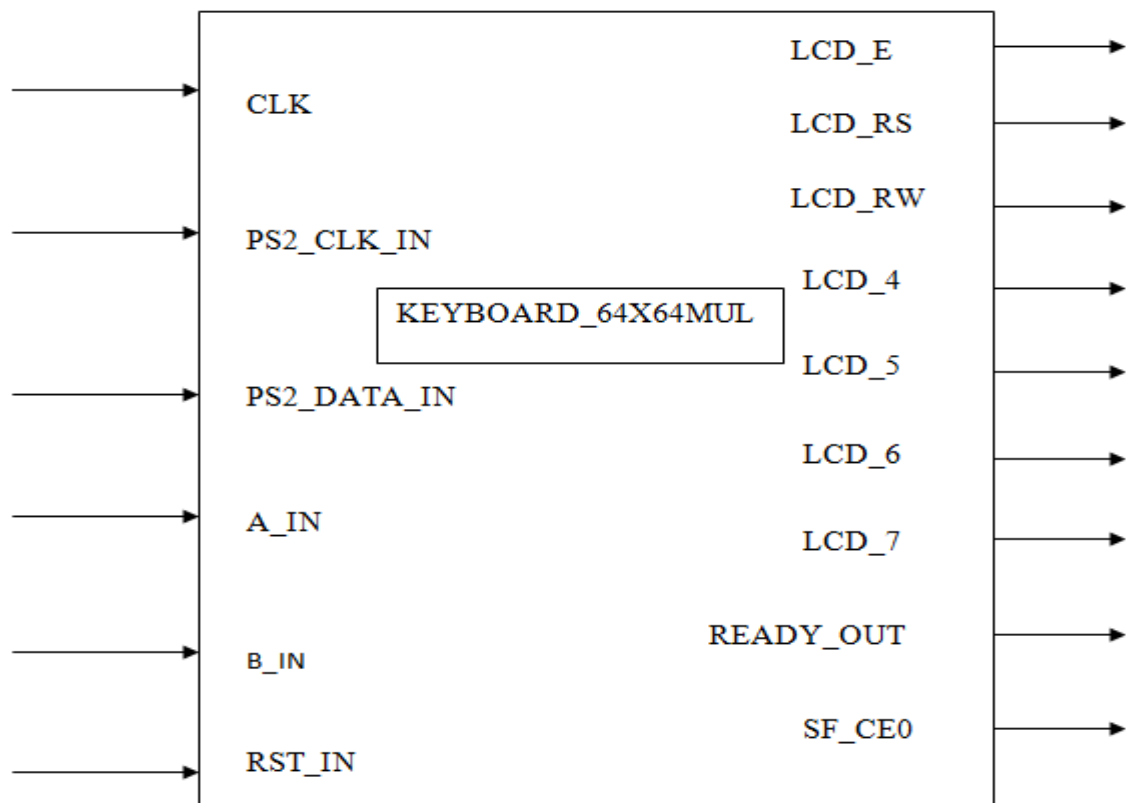 LCD_E
CLK
LCD_RS
LCD_RW
PS2_CLK_IN
LCD_4
KEYBOARD_64X64MUL
LCD_5
PS2_DATA_IN
LCD_6
A_IN
LCD_7
READY_OUT
B_IN
SF_CE0
RST_IN